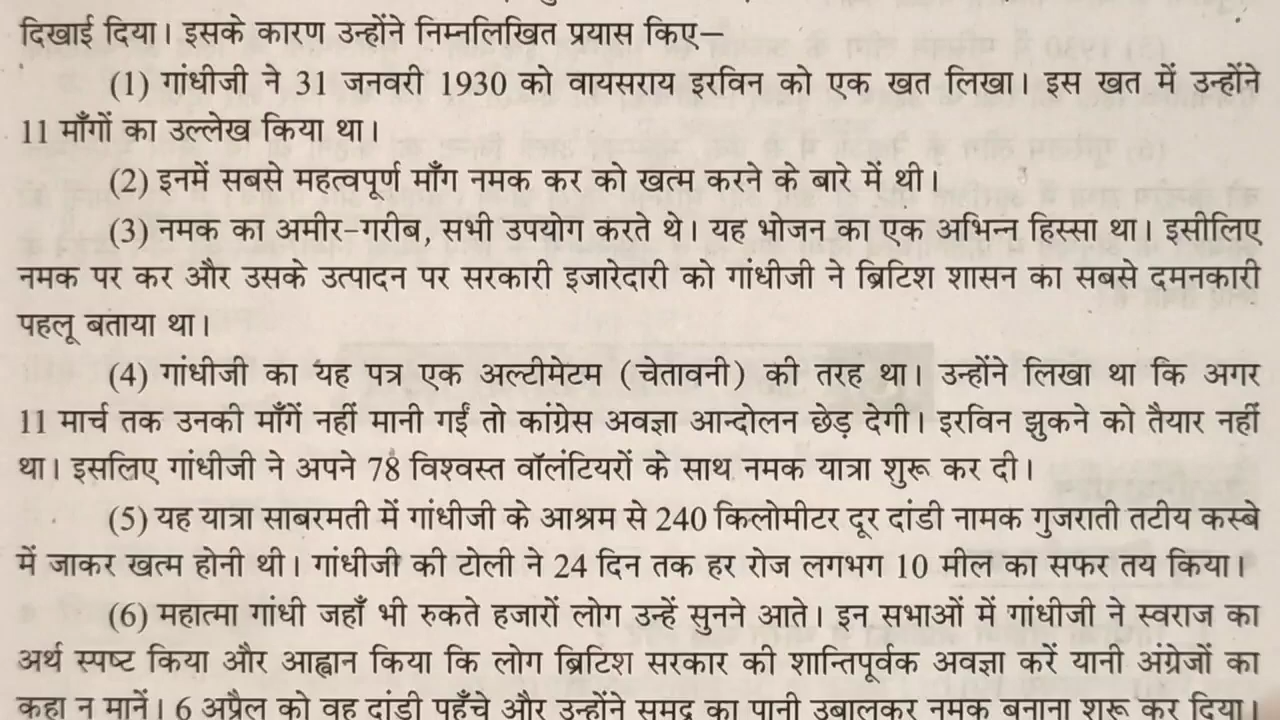 दिखाई दिया। इसके कारण उन्होंने निम्नलिखित प्रयास किए–
(1) गांधीजी ने 31 जनवरी 1930 को वायसराय इरविन को एक खत लिखा। इस खत में उन्होंने
11 माँगों का उल्लेख किया था।
(2) इनमें सबसे महत्वपूर्ण माँग नमक कर को खत्म करने के बारे में थी।
(3) नमक का अमीर-गरीब, सभी उपयोग करते थे। यह भोजन का एक अभिन्न हिस्सा था। इसीलिए
नमक पर कर और उसके उत्पादन पर सरकारी इजारेदारी को गांधीजी ने ब्रिटिश शासन का सबसे दमनकारी
पहलू बताया था।
(4) गांधीजी का यह पत्र एक अल्टीमेटम (चेतावनी) की तरह था। उन्होंने लिखा था कि अगर
11 मार्च तक उनकी माँगें नहीं मानी गईं तो कांग्रेस अवज्ञा आन्दोलन छेड़ देगी। इरविन झुकने को तैयार नहीं
था। इसलिए गांधीजी ने अपने 78 विश्वस्त वॉलंटियरों के साथ नमक यात्रा शुरू कर दी।
(5) यह यात्रा साबरमती में गांधीजी के आश्रम से 240 किलोमीटर दूर दांडी नामक गुजराती तटीय कस्बे
में जाकर खत्म होनी थी। गांधीजी की टोली ने 24 दिन तक हर रोज लगभग 10 मील का सफर तय किया।
(6) महात्मा गांधी जहाँ भी रुकते हजारों लोग उन्हें सुनने आते। इन सभाओं में गांधीजी ने स्वराज का
अर्थ स्पष्ट किया और आह्वान किया कि लोग ब्रिटिश सरकार की शान्तिपूर्वक अवज्ञा करें यानी अंग्रेजों का
कहा न मानें। 6 अप्रैल को वह दांडी पहुँचे और उन्होंने समुद्र का पानी उबालकर नमक बनाना शुरू कर दिया।